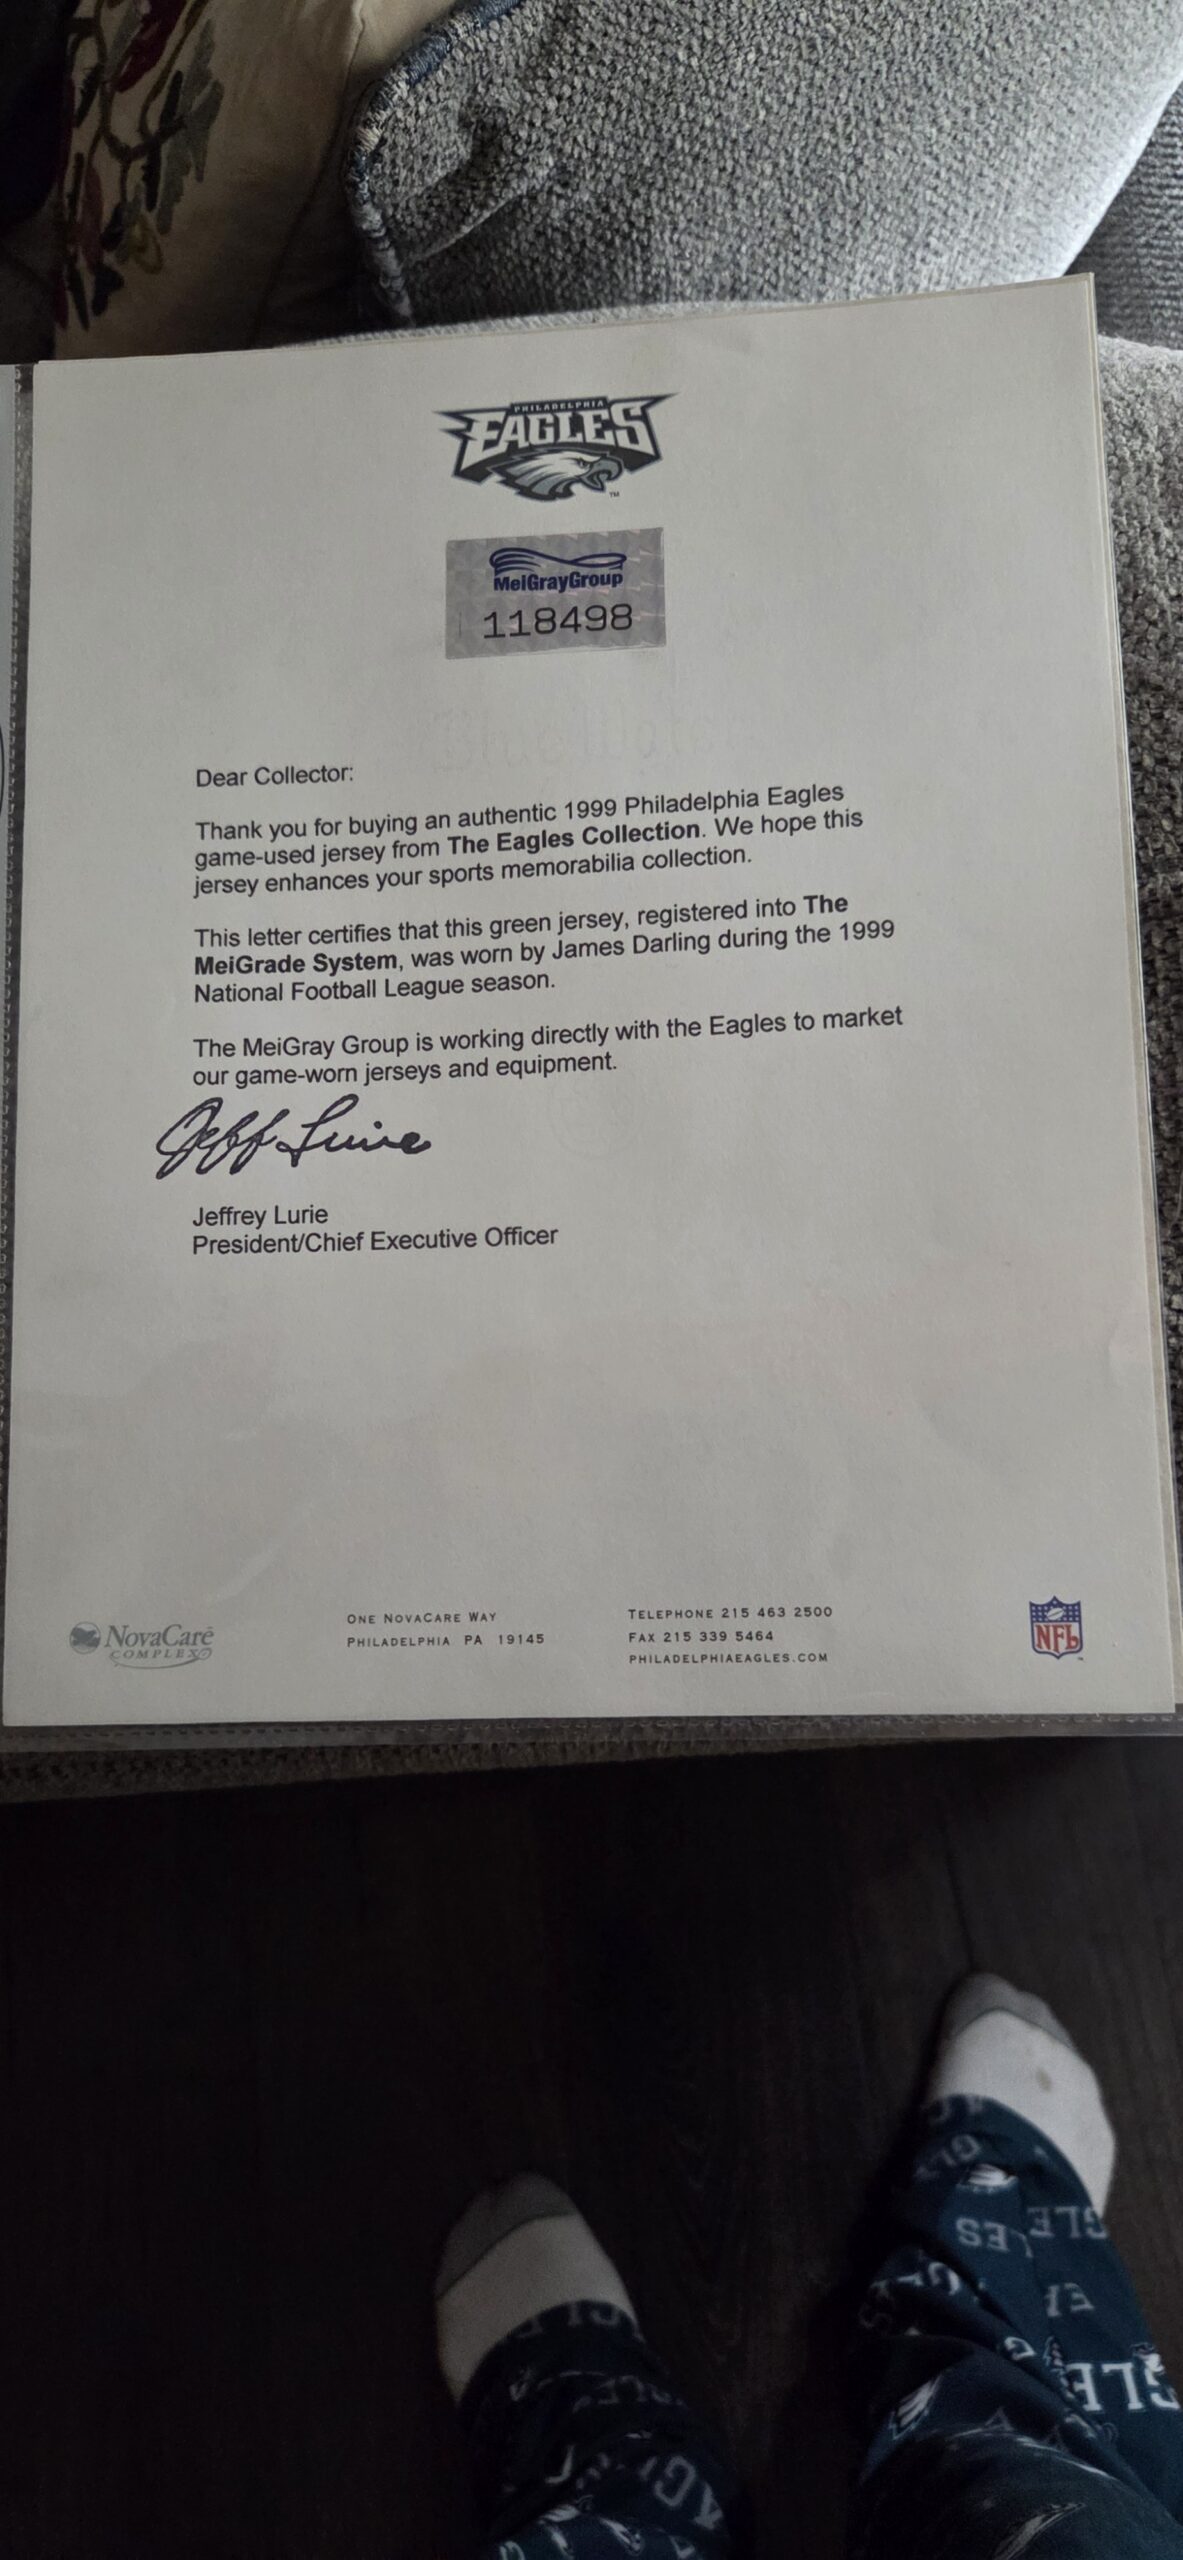 PHILADELPHIA
EAGLES
TM
MeiGrayGroup
118498
Dear Collector:
Thank you for buying an authentic 1999 Philadelphia Eagles
game-used jersey from The Eagles Collection. We hope this
jersey enhances your sports memorabilia collection.
This letter certifies that this green jersey, registered into The
MeiGrade System, was worn by James Darling during the 1999
National Football League season.
The MeiGray Group is working directly with the Eagles to market
our game-worn jerseys and equipment.
Jeff Lurie
Jeffrey Lurie
President/Chief Executive Officer
NovaCare
COMPLEX
ONE NOVACARE WAY
PHILADELPHIA PA 19145
TELEPHONE 215 463 2500
FAX 215 339 5464
PHILADELPHIAEAGLES.COM
NFL